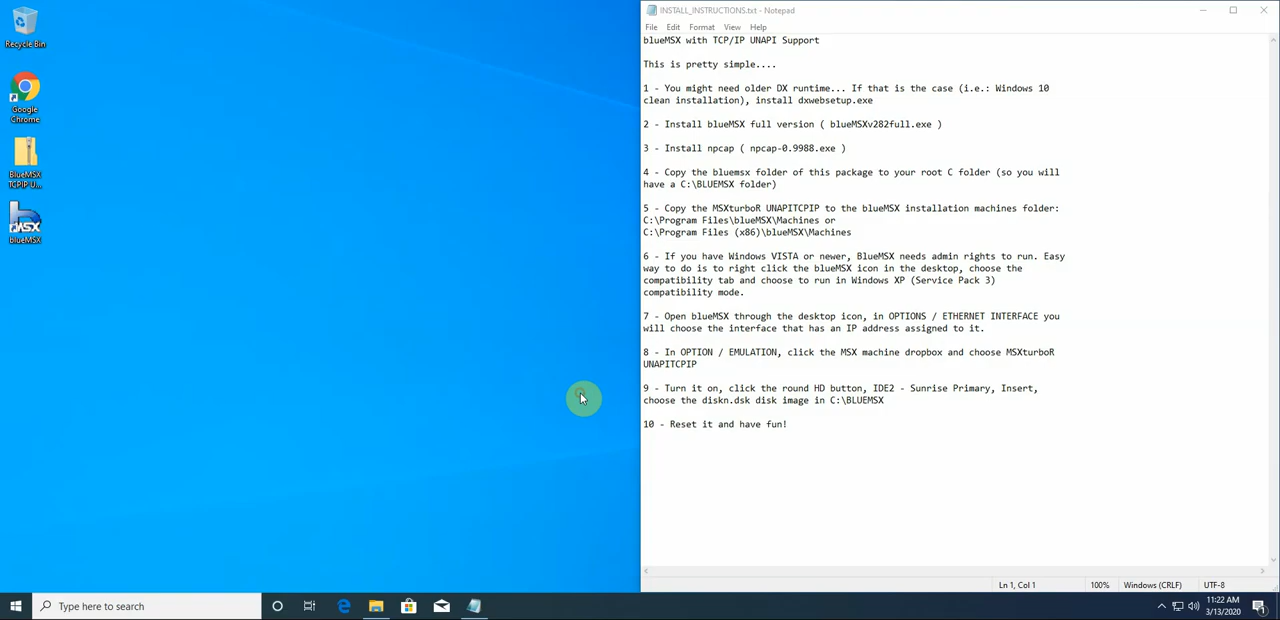 Recycle Bin
Google
Chrome
BlueMSX
TCPIP U...
blueMSX
INSTALL_INSTRUCTIONS.txt - Notepad
File Edit Format View Help
blueMSX with TCP/IP UNAPI Support
This is pretty simple....
1 - You might need older DX runtime... If that is the case (i.e.: Windows 10
clean installation), install dxwebsetup.exe
2 - Install blueMSX full version ( blueMSXv282full.exe )
3 - Install npcap ( npcap-0.9988.exe )
4 - Copy the bluemsx folder of this package to your root C folder (so you will
have a C:\BLUEMSX folder)
5 - Copy the MSXturboR UNAPITCPIP to the blueMSX installation machines folder:
C:\Program Files\blueMSX\Machines or
C:\Program Files (x86)\blueMSX\Machines
6 - If you have Windows VISTA or newer, BlueMSX needs admin rights to run. Easy
way to do is to right click the blueMSX icon in the desktop, choose the
compatibility tab and choose to run in Windows XP (Service Pack 3)
compatibility mode.
7 - Open blueMSX through the desktop icon, in OPTIONS / ETHERNET INTERFACE you
will choose the interface that has an IP address assigned to it.
8 - In OPTION / EMULATION, click the MSX machine dropbox and choose MSXturboR
UNAPITCPIP
9 - Turn it on, click the round HD button, IDE2 - Sunrise Primary, Insert,
choose the diskn.dsk disk image in C:\BLUEMSX
10 - Reset it and have fun!
Ln 1, Col 1 100% Windows (CRLF) UTF-8
Type here to search
11:22 AM
3/13/2020
1